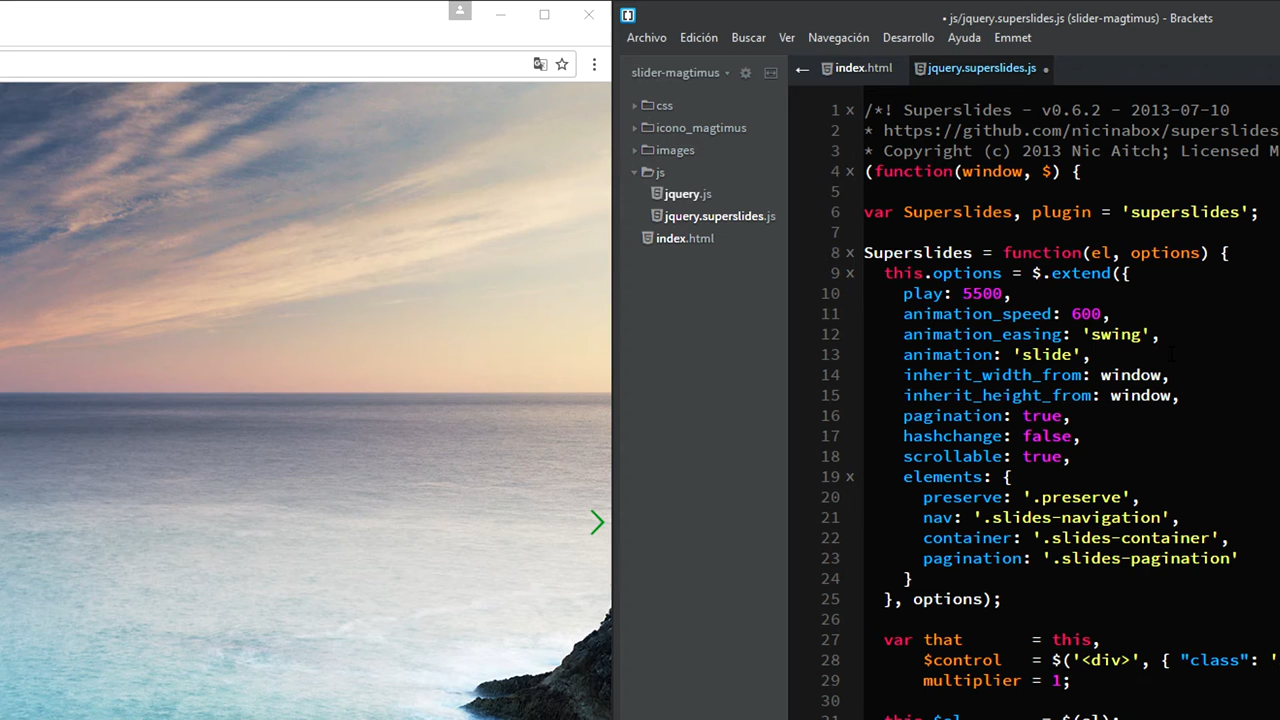 js/jquery.superslides.js (slider-magtimus) - Brackets
Archivo Edición Buscar Ver Navegación Desarrollo Ayuda Emmet
slider-magtimus
css
icono_magtimus
images
js
jquery.js
jquery.superslides.js
index.html
index.html jquery.superslides.js
1 /*! Superslides - v0.6.2 - 2013-07-10
2 * https://github.com/nicinabox/superslides
3 * Copyright (c) 2013 Nic Aitch; Licensed M
4 (function(window, $) {
5
6 var Superslides, plugin = 'superslides';
7
8 Superslides = function(el, options) {
9 this.options = $.extend({
10 play: 5500,
11 animation_speed: 600,
12 animation_easing: 'swing',
13 animation: 'slide',
14 inherit_width_from: window,
15 inherit_height_from: window,
16 pagination: true,
17 hashchange: false,
18 scrollable: true,
19 elements: {
20 preserve: '.preserve',
21 nav: '.slides-navigation',
22 container: '.slides-container',
23 pagination: '.slides-pagination'
24 }
25 }, options);
26
27 var that = this,
28 $control = $('<div>', { "class": '
29 multiplier = 1;
30